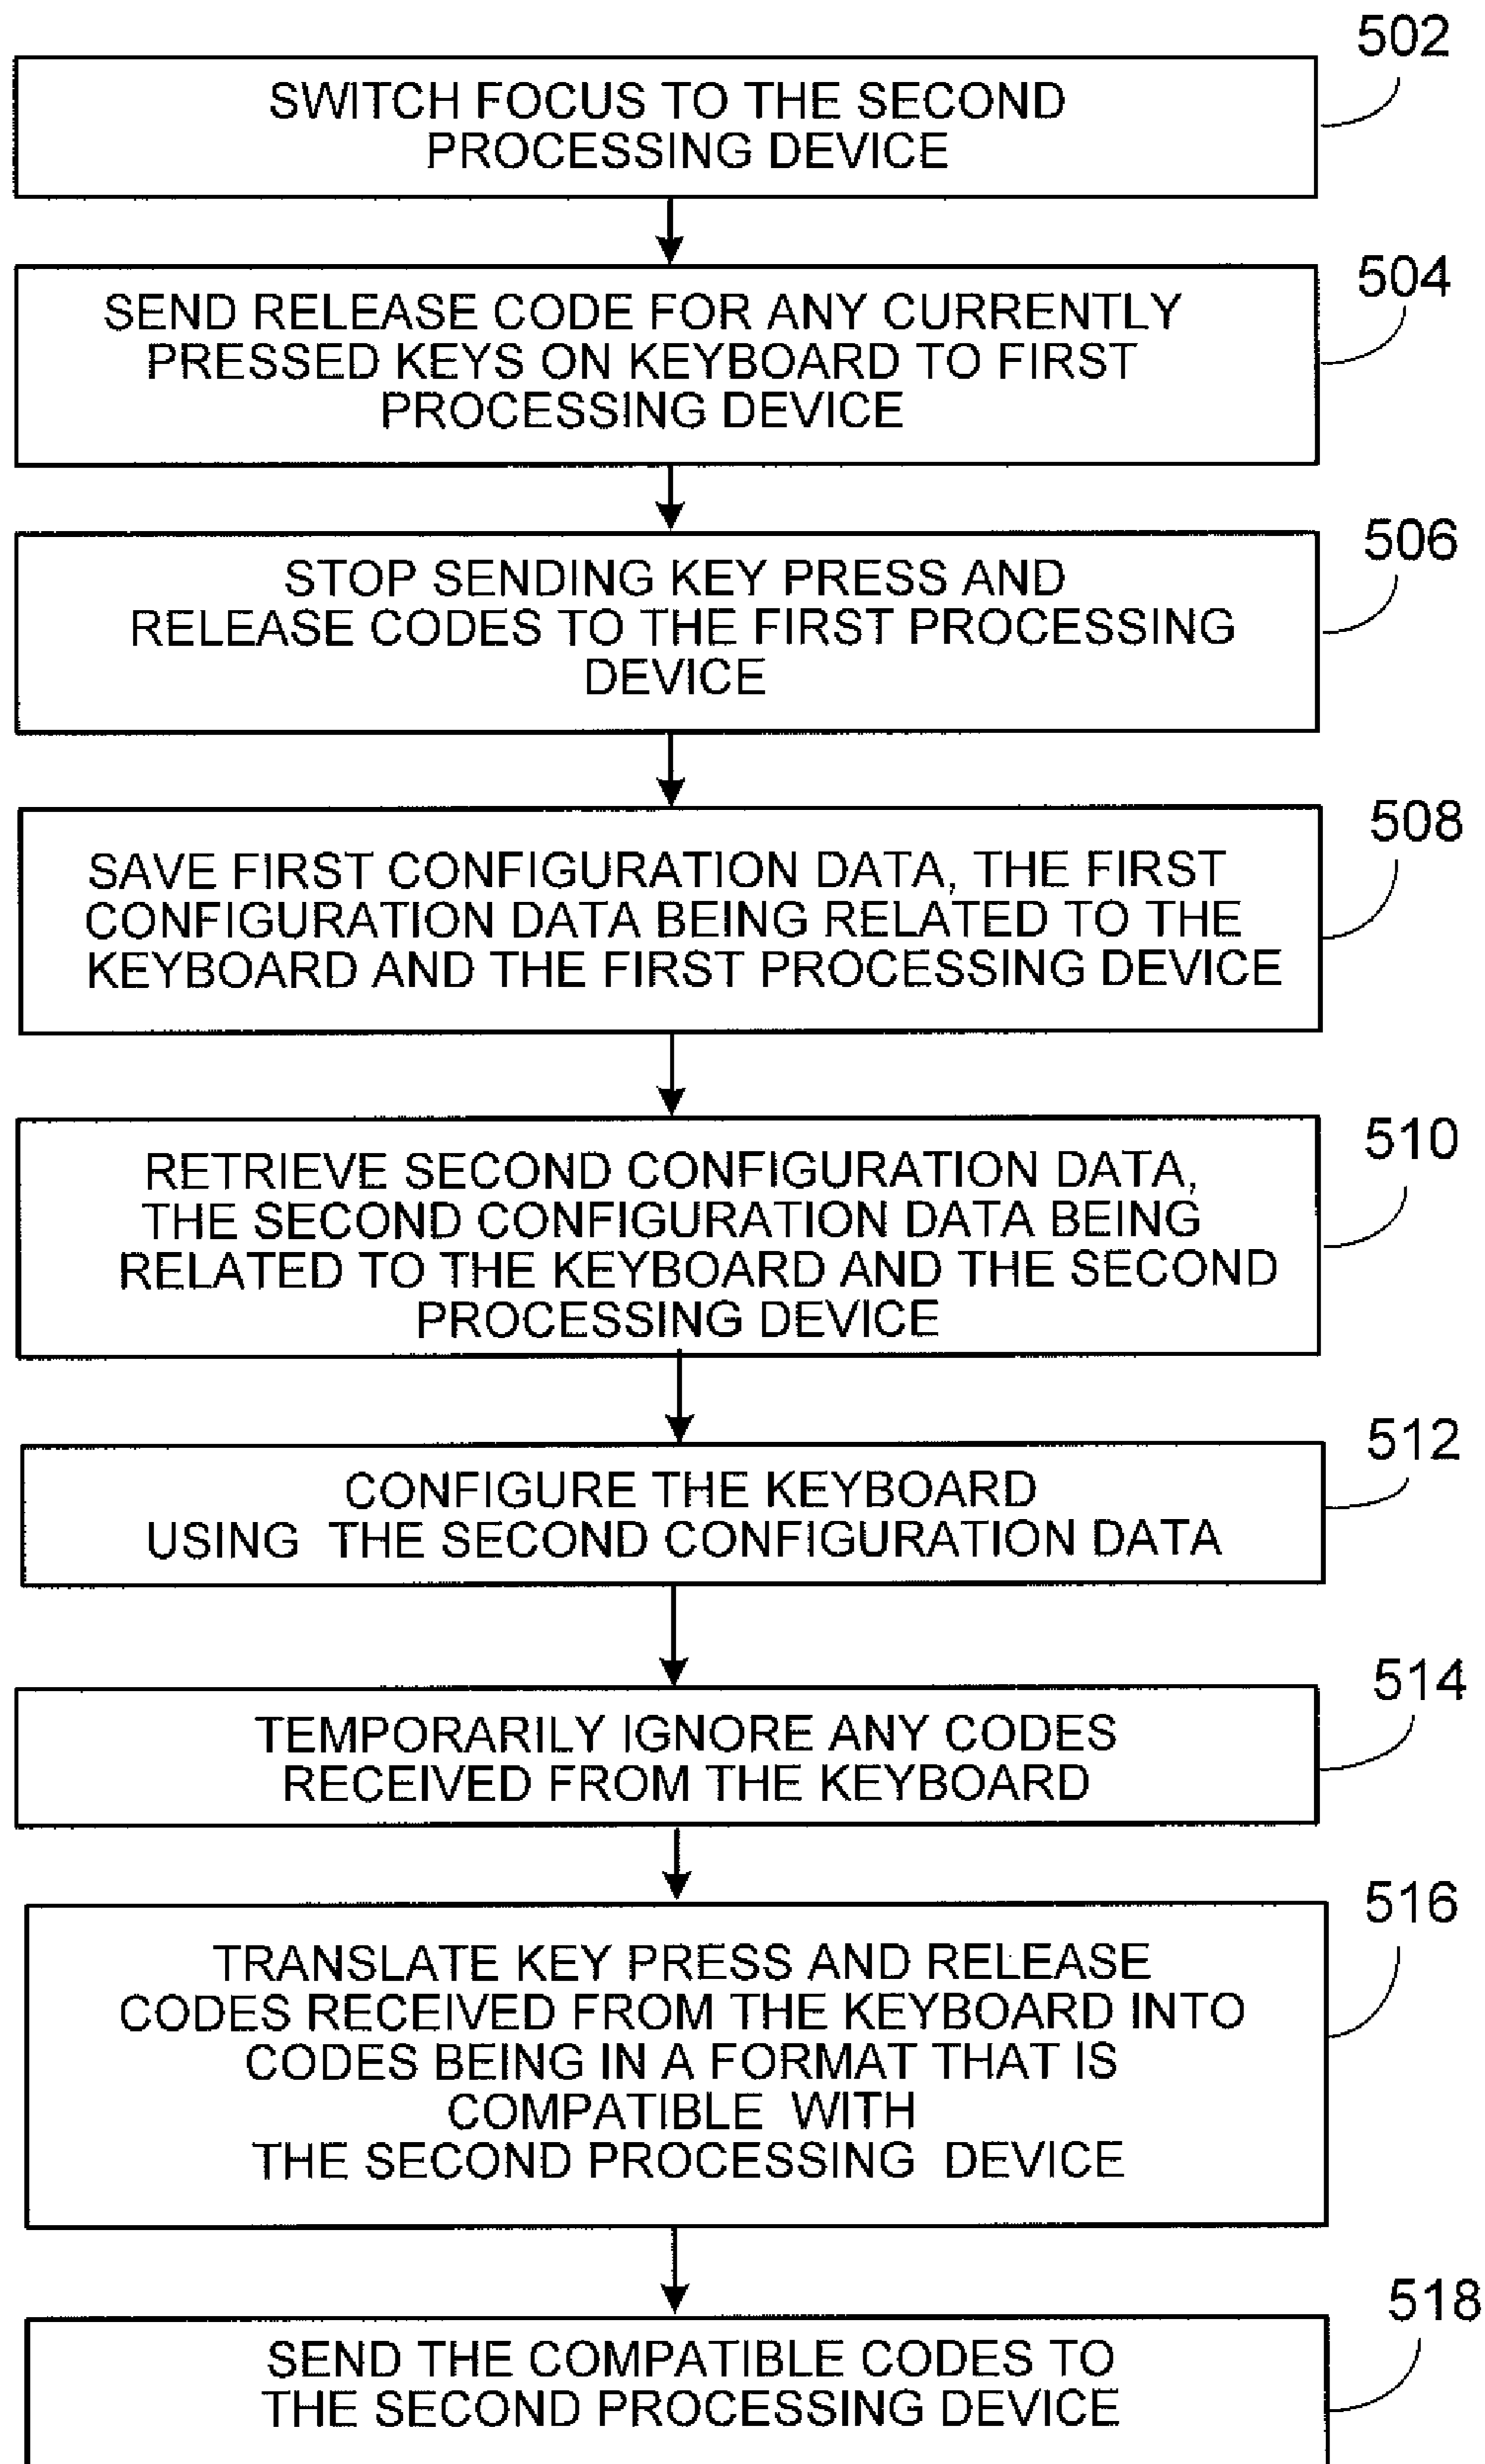 502
SWITCH FOCUS TO THE SECOND
PROCESSING DEVICE
504
SEND RELEASE CODE FOR ANY CURRENTLY
PRESSED KEYS ON KEYBOARD TO FIRST
PROCESSING DEVICE
506
STOP SENDING KEY PRESS AND
RELEASE CODES TO THE FIRST PROCESSING
DEVICE
508
SAVE FIRST CONFIGURATION DATA, THE FIRST
CONFIGURATION DATA BEING RELATED TO THE
KEYBOARD AND THE FIRST PROCESSING DEVICE
510
RETRIEVE SECOND CONFIGURATION DATA,
THE SECOND CONFIGURATION DATA BEING
RELATED TO THE KEYBOARD AND THE SECOND
PROCESSING DEVICE
512
CONFIGURE THE KEYBOARD
USING THE SECOND CONFIGURATION DATA
514
TEMPORARILY IGNORE ANY CODES
RECEIVED FROM THE KEYBOARD
516
TRANSLATE KEY PRESS AND RELEASE
CODES RECEIVED FROM THE KEYBOARD INTO
CODES BEING IN A FORMAT THAT IS
COMPATIBLE WITH
THE SECOND PROCESSING DEVICE
518
SEND THE COMPATIBLE CODES TO
THE SECOND PROCESSING DEVICE